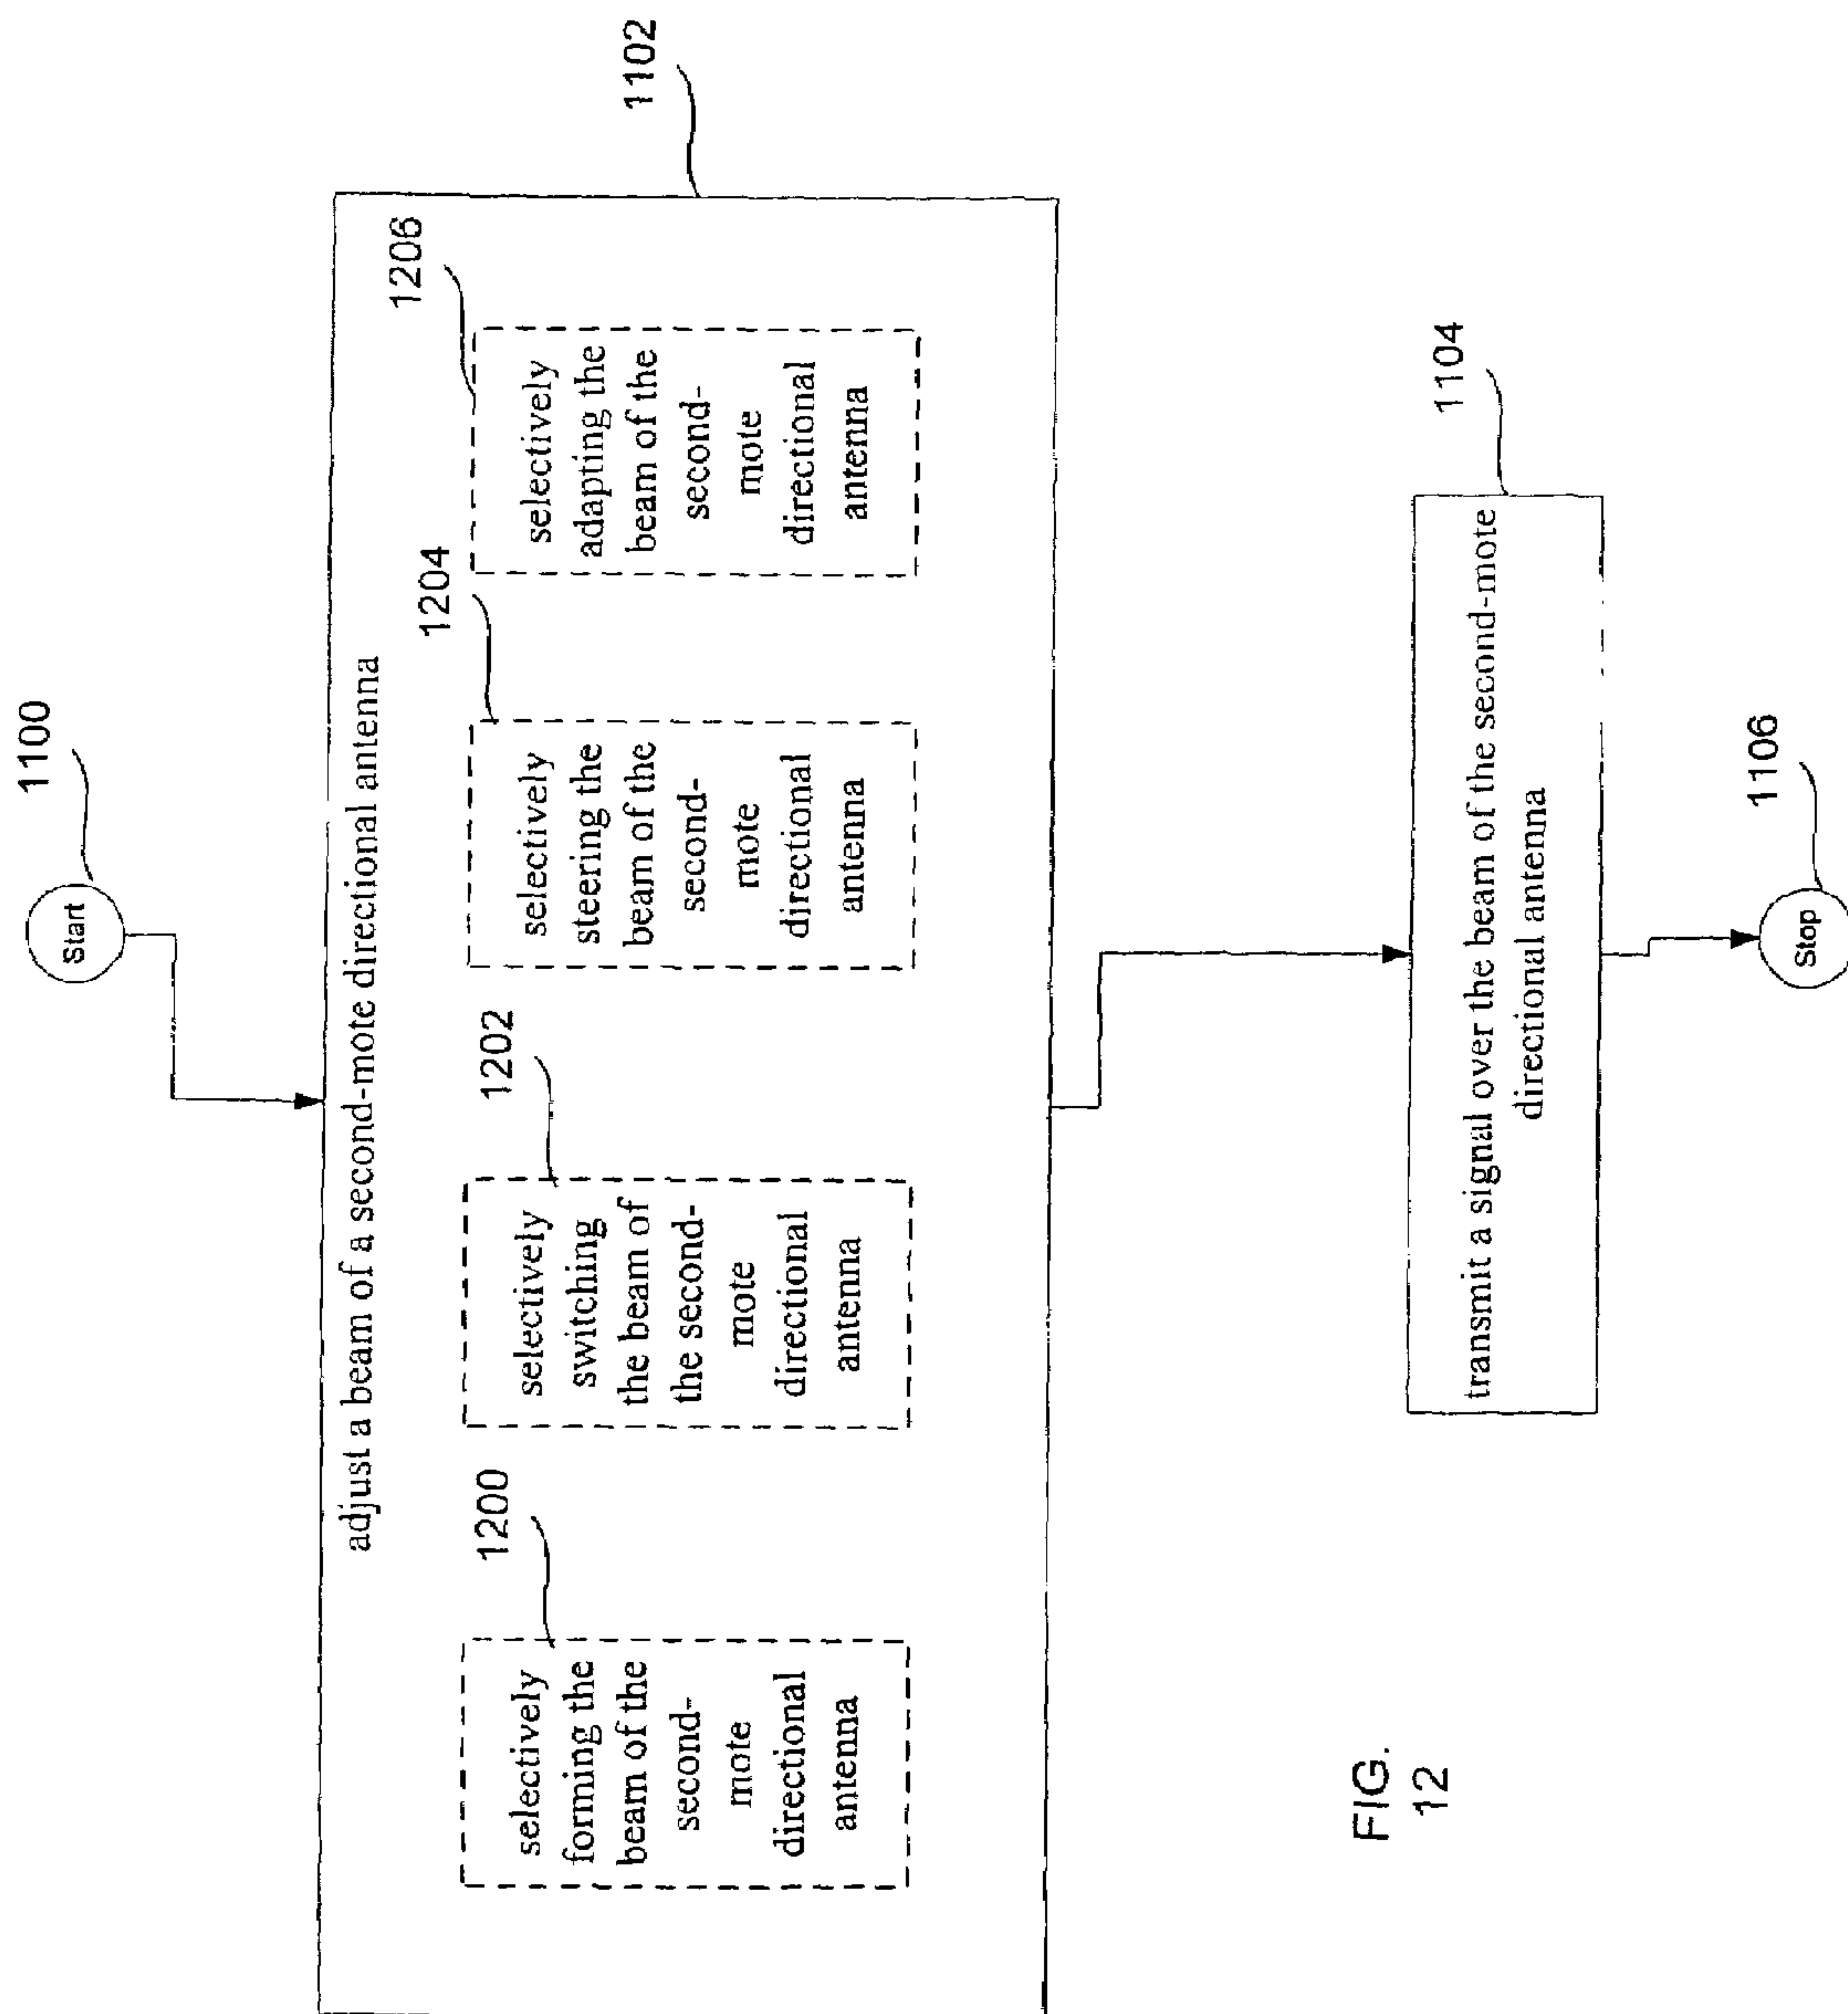 1100
Start
1102
adjust a beam of a second-mote directional antenna
1200
selectively
forming the
beam of the
second-
mote
directional
antenna
1202
selectively
switching
the beam of
the second-
mote
directional
antenna
1204
selectively
steering the
beam of the
second-
mote
directional
antenna
1206
selectively
adapting the
beam of the
second-
mote
directional
antenna
1104
transmit a signal over the beam of the second-mote
directional antenna
1106
Stop
FIG.
12